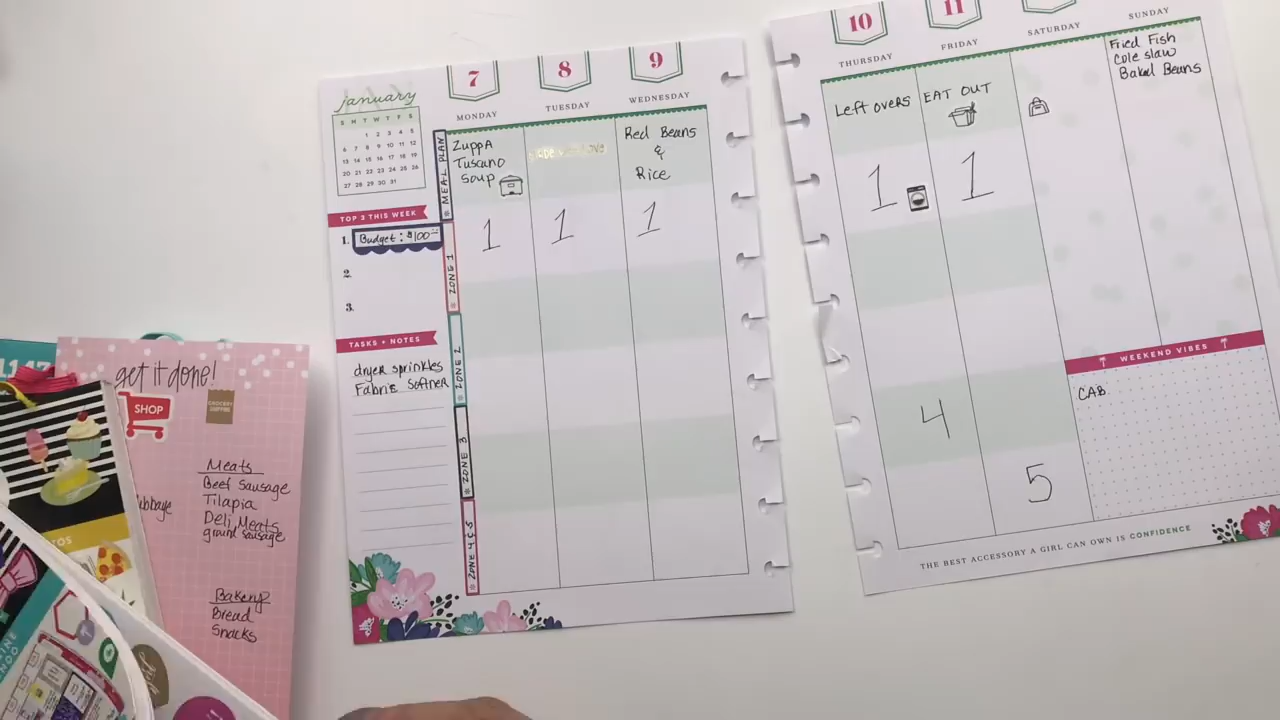 january
S M T W T F S
1 2 3 4 5
6 7 8 9 10 11 12
13 14 15 16 17 18 19
20 21 22 23 24 25 26
27 28 29 30 31
TOP 3 THIS WEEK
1. Budget: $100
2.
3.
TASKS + NOTES
dryer sprinkles
Fabric Softner
MEAL PLAN
ZONE 1
ZONE 2
ZONE 3
ZONE 4 & 5
7
MONDAY
Zuppa
Tuscano
Soup
1
8
TUESDAY
1
9
WEDNESDAY
Red Beans
&
Rice
1
10
THURSDAY
Left overs
1
4
11
FRIDAY
EAT OUT
1
SATURDAY
5
SUNDAY
Fried Fish
Cole slaw
Baked Beans
WEEKEND VIBES
CAB
THE BEST ACCESSORY A GIRL CAN OWN IS CONFIDENCE
get it done!
SHOP
Meats
Beef Sausage
Tilapia
Deli Meats
ground sausage
Bakery
Bread
Snacks